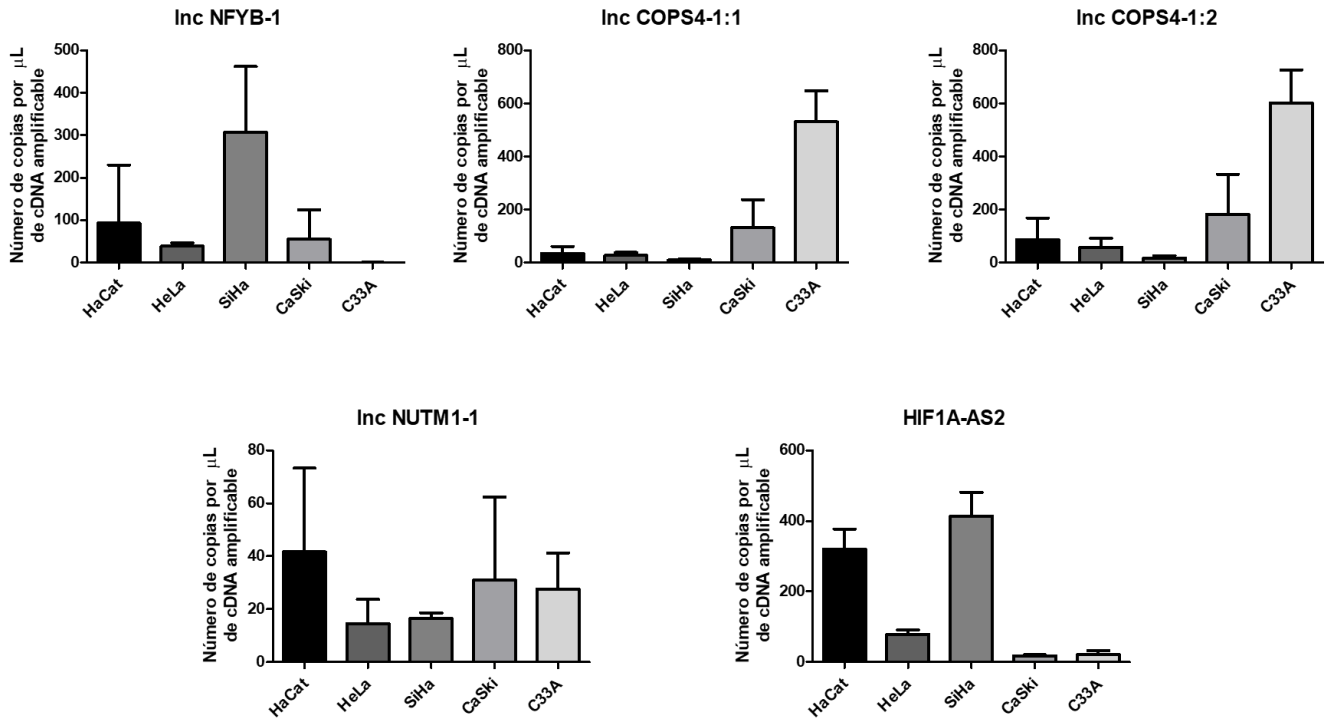 lnc NFYB-1
Número de copias por μL
de cDNA amplificable
500
400
300
200
100
0
HaCat
HeLa
SiHa
CaSki
C33A
lnc COPS4-1:1
Número de copias por μL
de cDNA amplificable
800
600
400
200
0
HaCat
HeLa
SiHa
CaSki
C33A
lnc COPS4-1:2
Número de copias por μL
de cDNA amplificable
800
600
400
200
0
HaCat
HeLa
SiHa
CaSki
C33A
lnc NUTM1-1
Número de copias por μL
de cDNA amplificable
80
60
40
20
0
HaCat
HeLa
SiHa
CaSki
C33A
HIF1A-AS2
Número de copias por μL
de cDNA amplificable
600
400
200
0
HaCat
HeLa
SiHa
CaSki
C33A